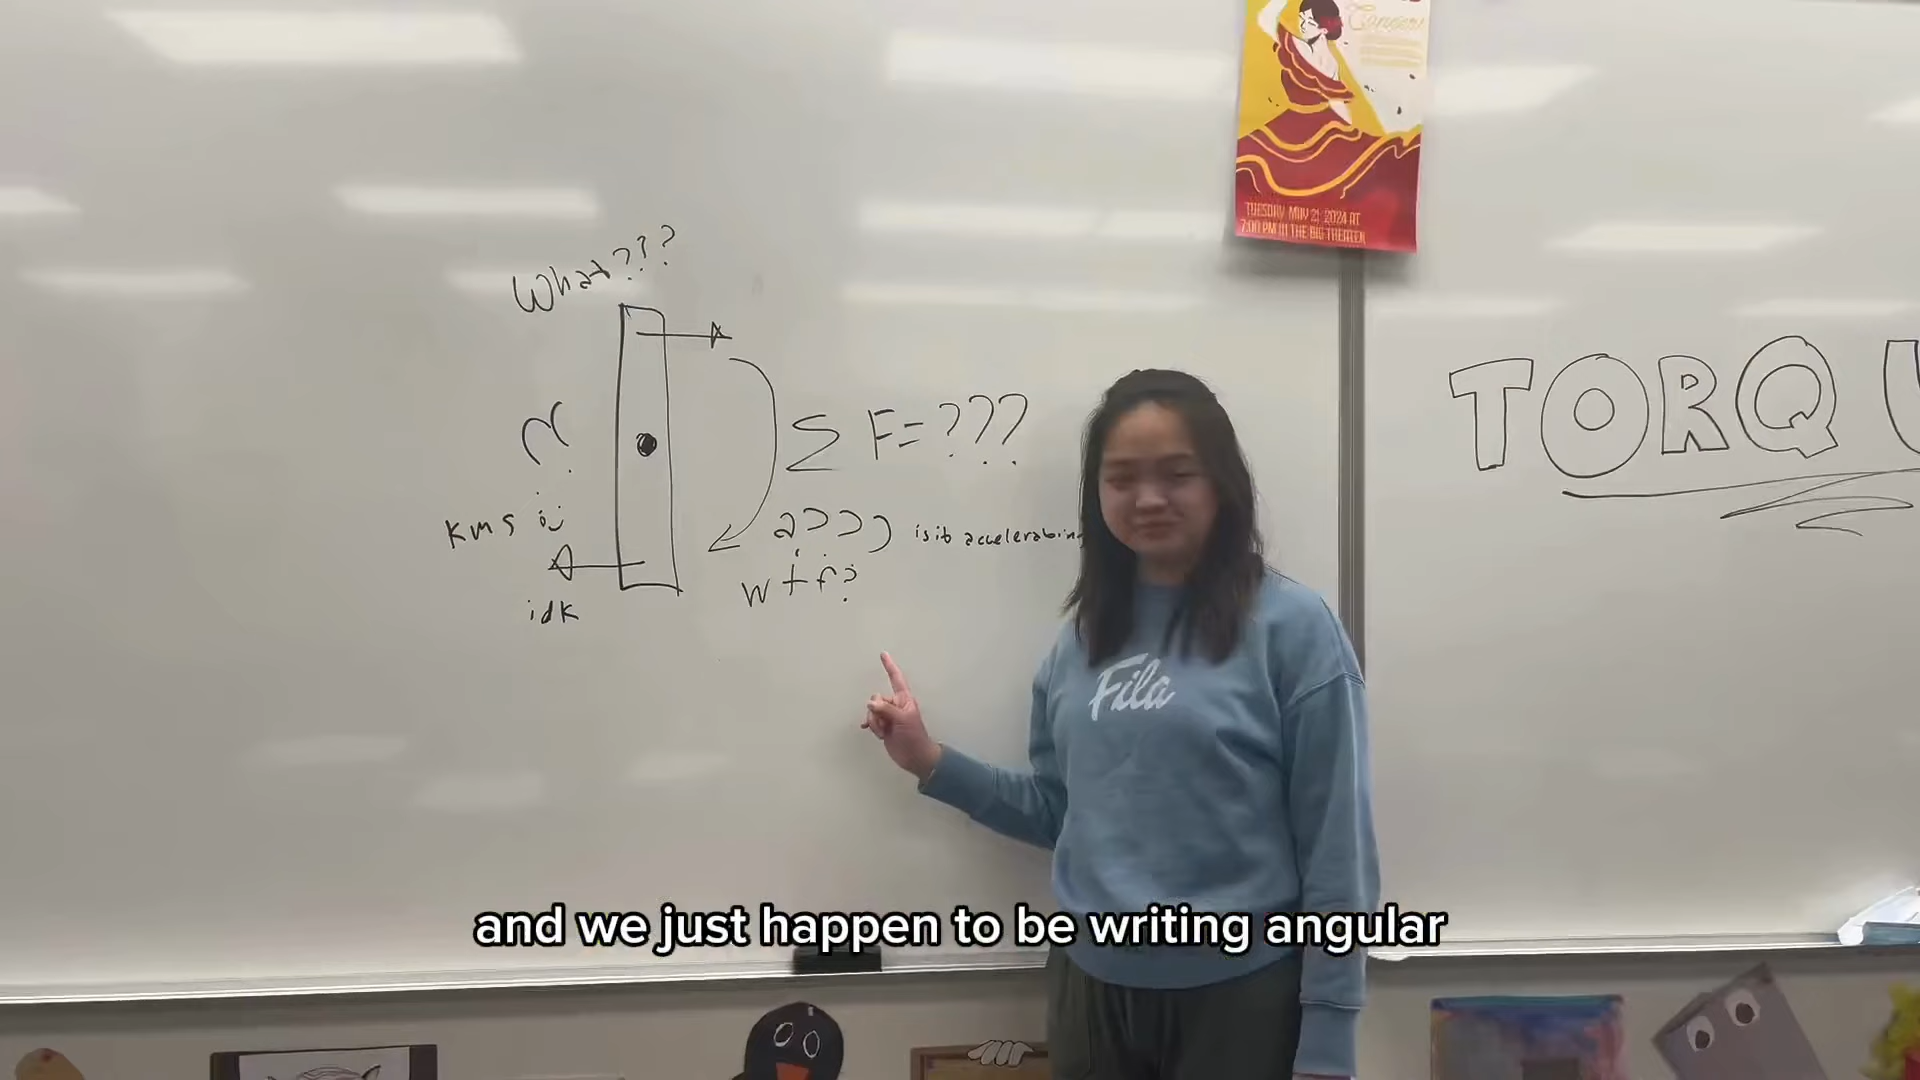 Cancer
TUESDAY MAY 21, 2024 AT
7:00 PM IN THE BIG THEATER
What???
TORQU
?
Σ F = ???
kms
a???
is it accelerating
wtf?
idk
Fila
and we just happen to be writing angular